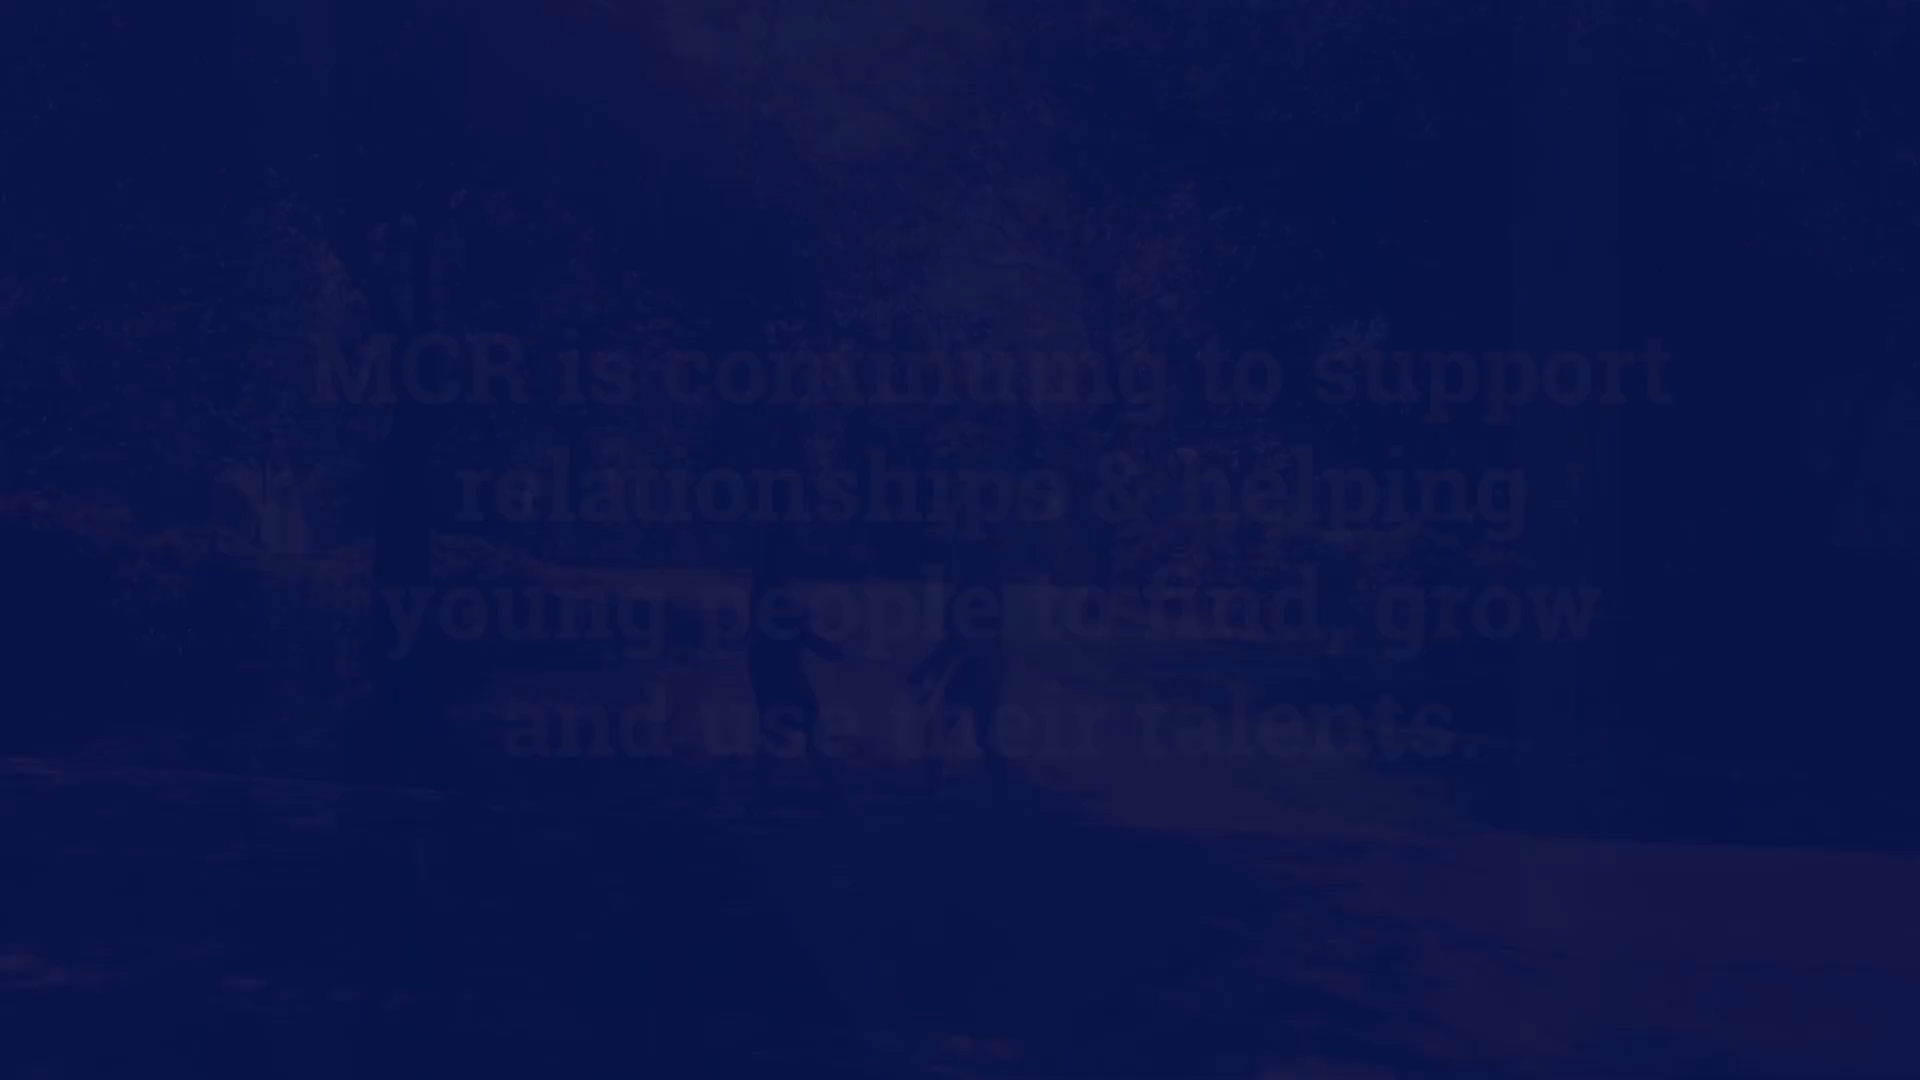 MCR is continuing to support
relationships & helping
young people to find, grow
and use their talents.